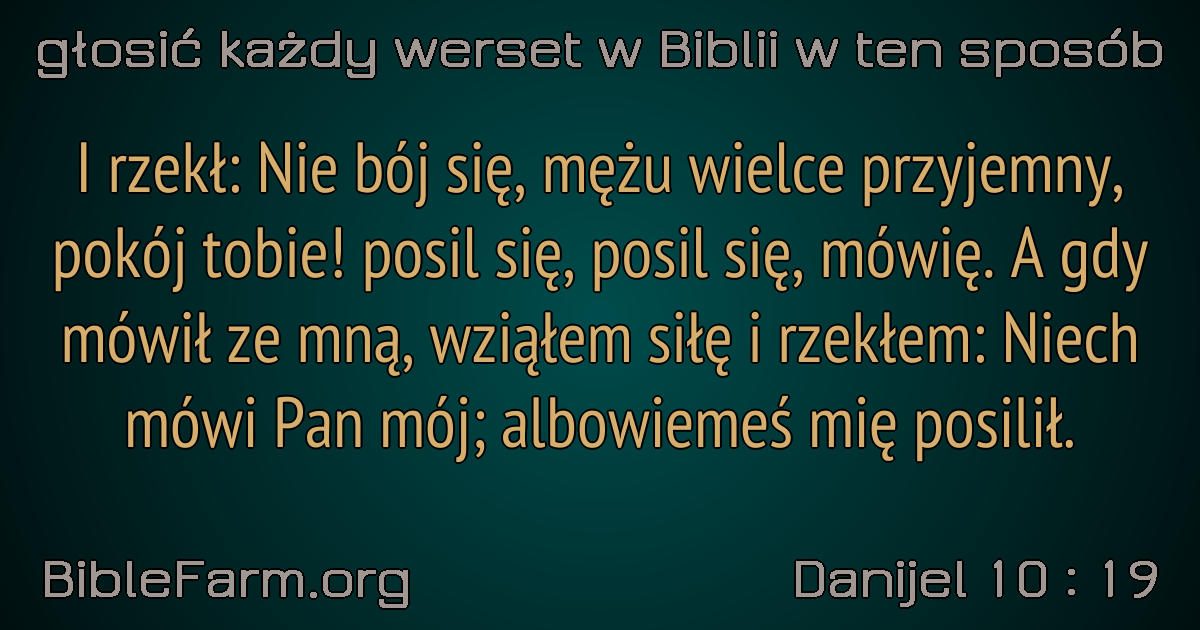 głosić każdy werset w Biblii w ten sposób
I rzekł: Nie bój się, mężu wielce przyjemny,
pokój tobie! posil się, posil się, mówię. A gdy
mówił ze mną, wziąłem siłę i rzekłem: Niech
mówi Pan mój; albowiemeś mię posilił.
BibleFarm.org
Danijel 10 : 19